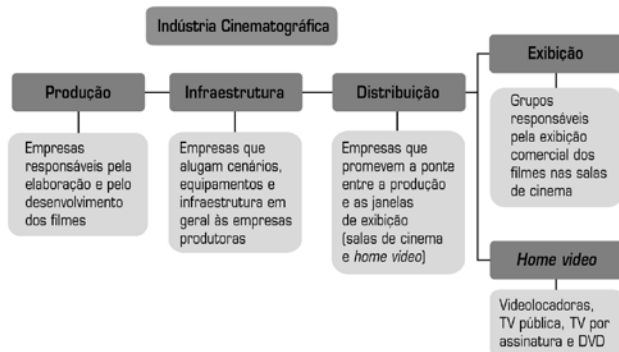 Indústria Cinematográfica
Produção
Empresas
responsáveis pela
elaboração e pelo
desenvolvimento
dos filmes
Infraestrutura
Empresas que
alugam cenários,
equipamentos e
infraestrutura em
geral às empresas
produtoras
Distribuição
Empresas que
promovem a ponte
entre a produção
e as janelas
de exibição
(salas de cinema
e home video)
Exibição
Grupos
responsáveis
pela exibição
comercial dos
filmes nas salas
de cinema
Home video
Videolocadoras,
TV pública, TV por
assinatura e DVD